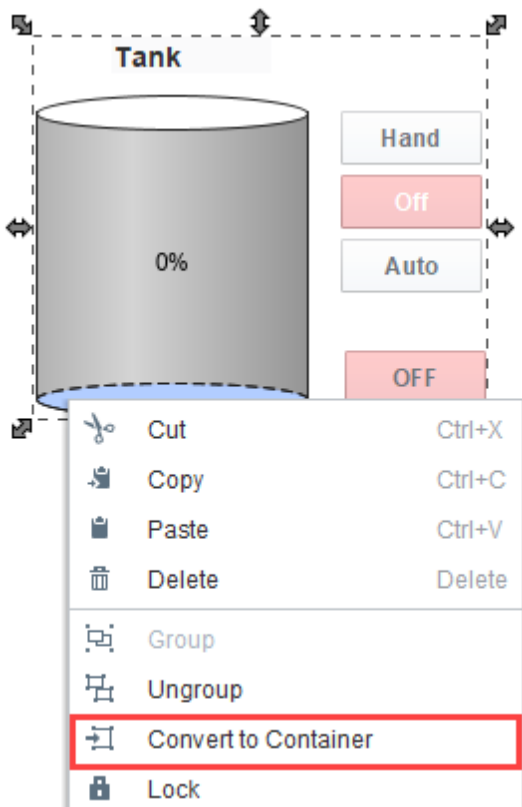 Tank
Hand
Off
0%
Auto
OFF
Cut Ctrl+X
Copy Ctrl+C
Paste Ctrl+V
Delete Delete
Group
Ungroup
Convert to Container
Lock